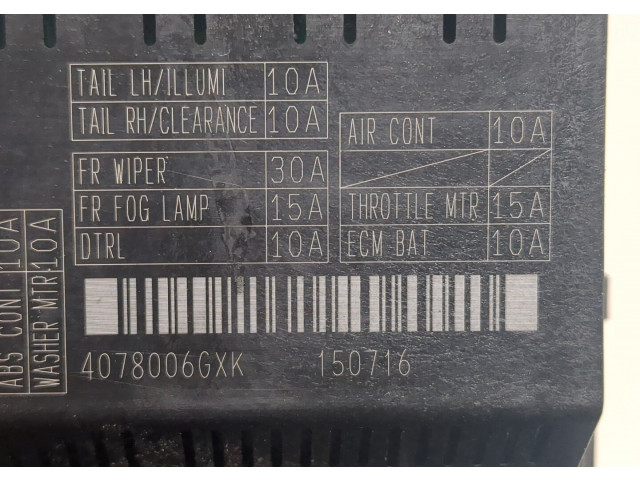 TAIL LH/ILLUMI 10A
TAIL RH/CLEARANCE 10A
FR WIPER 30A
FR FOG LAMP 15A
DTRL 10A
AIR CONT 10A
THROTTLE MTR 15A
ECM BAT 10A
ABS CONT 10A
WASHER MTR 10A
4078006GXK 150716